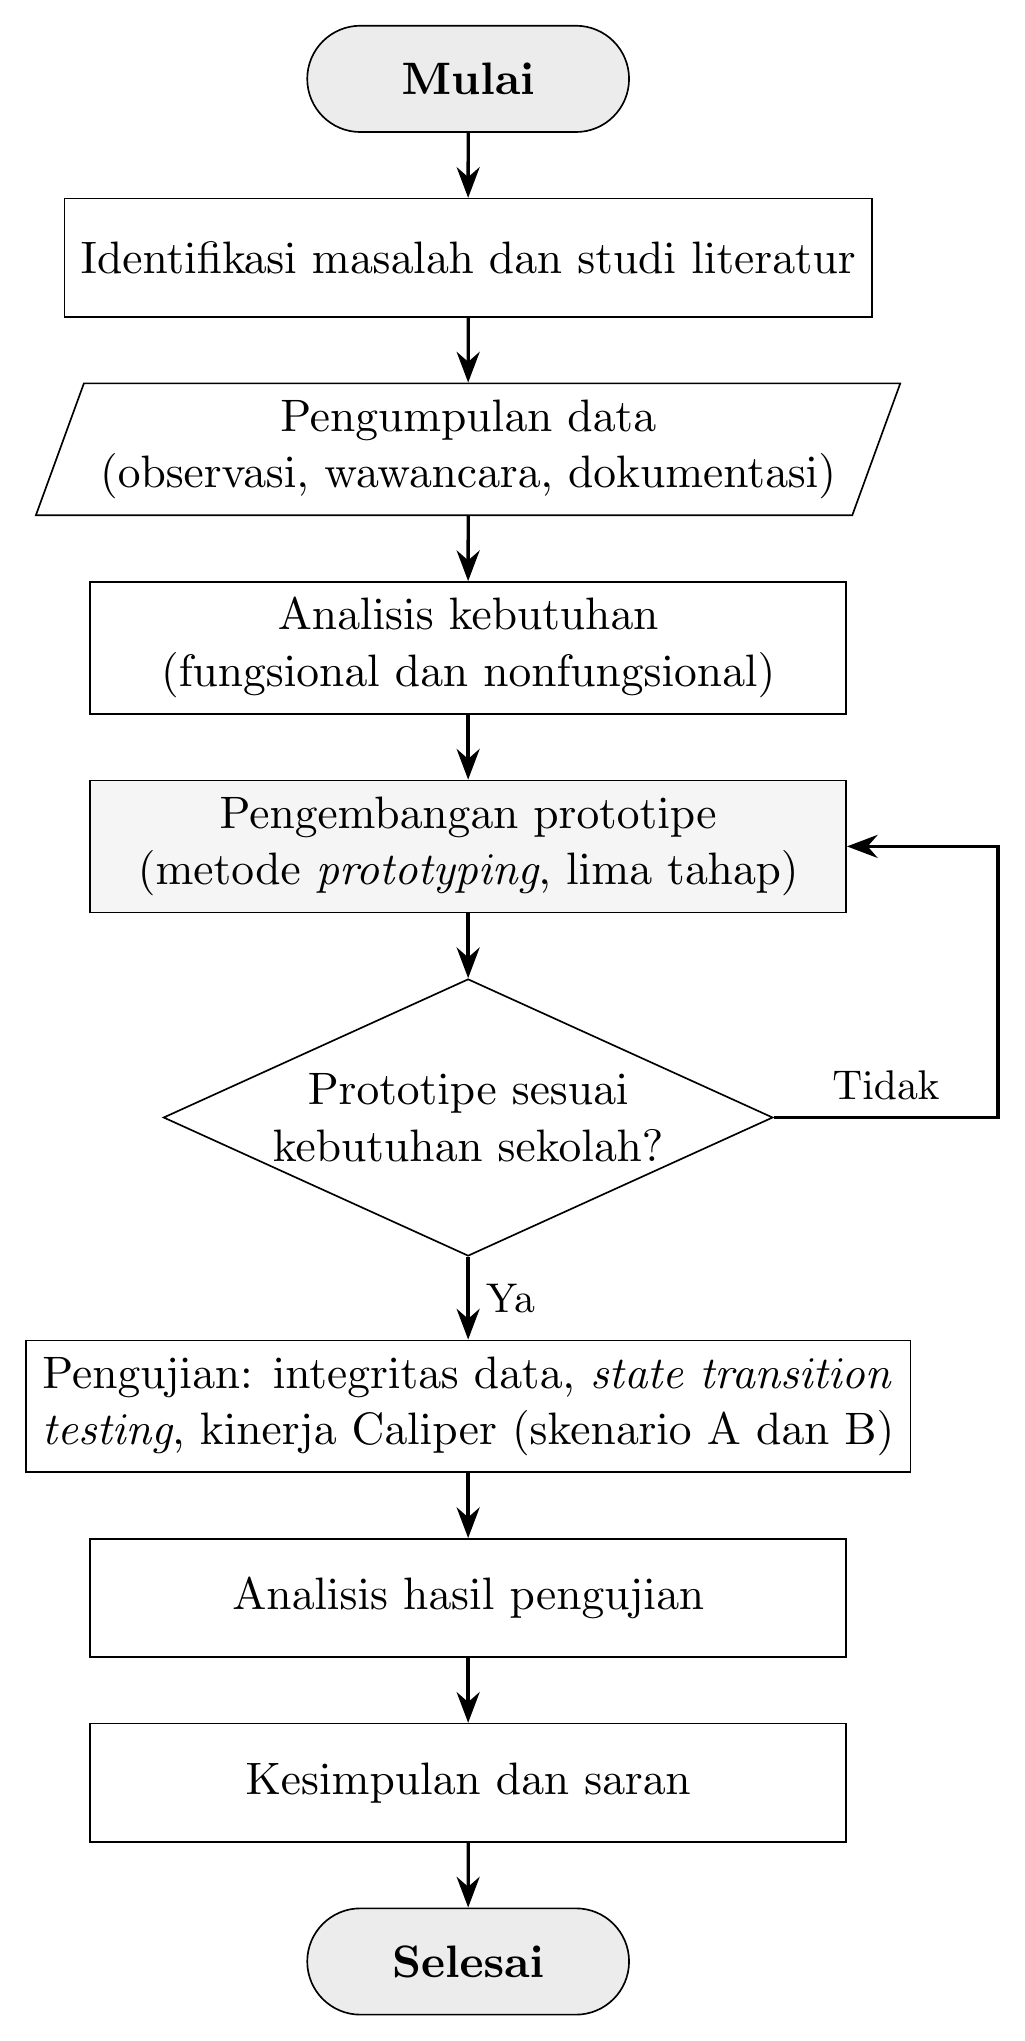 Mulai
Identifikasi masalah dan studi literatur
Pengumpulan data
(observasi, wawancara, dokumentasi)
Analisis kebutuhan
(fungsional dan nonfungsional)
Pengembangan prototipe
(metode prototyping, lima tahap)
Prototipe sesuai
kebutuhan sekolah?
Tidak
Ya
Pengujian: integritas data, state transition
testing, kinerja Caliper (skenario A dan B)
Analisis hasil pengujian
Kesimpulan dan saran
Selesai